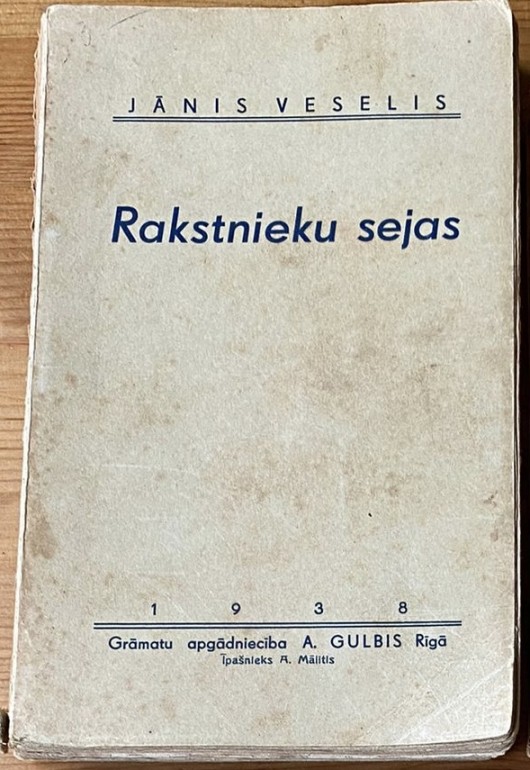 JĀNIS VESELIS
Rakstnieku sejas
1 9 3 8
Grāmatu apgādniecība A. GULBIS Rīgā
Īpašnieks A. Mālītis